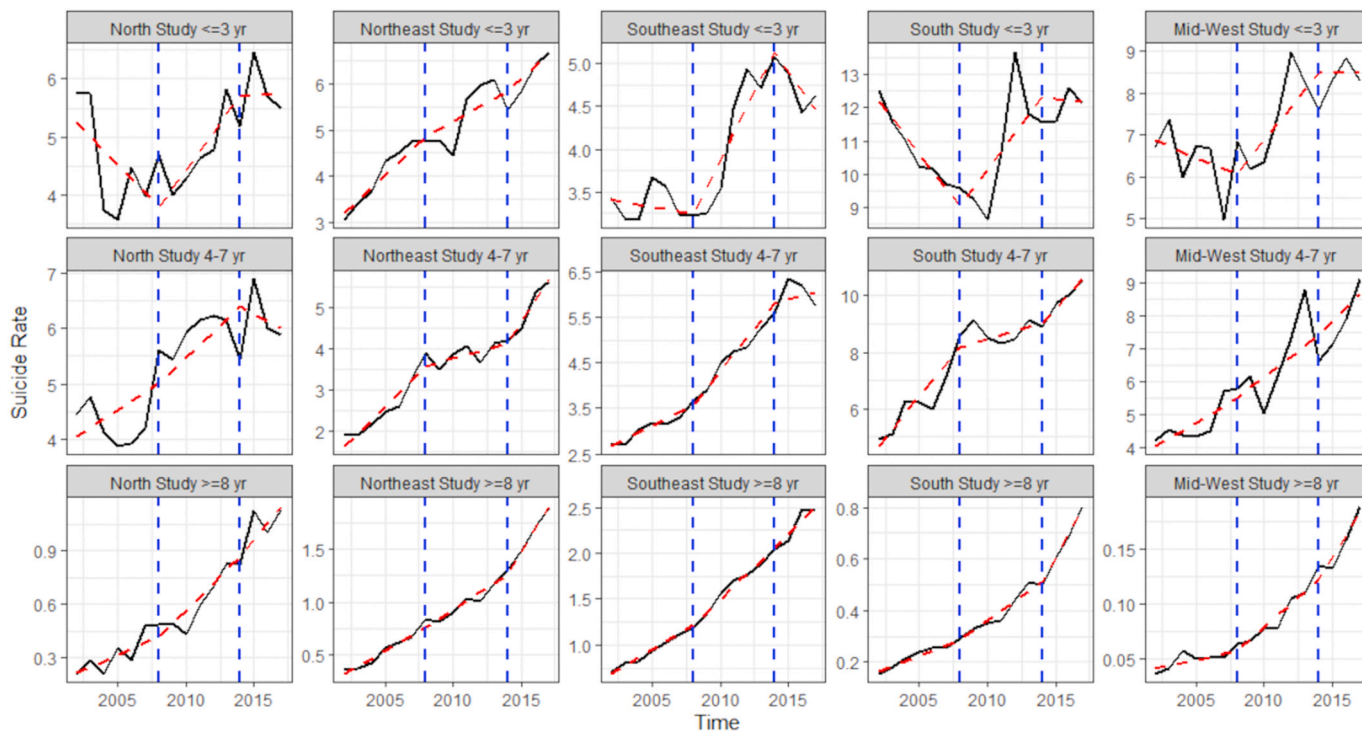 North Study <=3 yr
Northeast Study <=3 yr
Southeast Study <=3 yr
South Study <=3 yr
Mid-West Study <=3 yr
6
5
4
6
5
4
3
5.0
4.5
4.0
3.5
13
12
11
10
9
9
8
7
6
5
North Study 4-7 yr
Northeast Study 4-7 yr
Southeast Study 4-7 yr
South Study 4-7 yr
Mid-West Study 4-7 yr
Suicide Rate
7
6
5
4
5
4
3
2
6.5
5.5
4.5
3.5
2.5
10
8
6
9
8
7
6
5
4
North Study >=8 yr
Northeast Study >=8 yr
Southeast Study >=8 yr
South Study >=8 yr
Mid-West Study >=8 yr
0.9
0.6
0.3
1.5
1.0
0.5
2.5
2.0
1.5
1.0
0.8
0.6
0.4
0.2
0.15
0.10
0.05
2005 2010 2015
2005 2010 2015
2005 2010 2015
2005 2010 2015
2005 2010 2015
Time